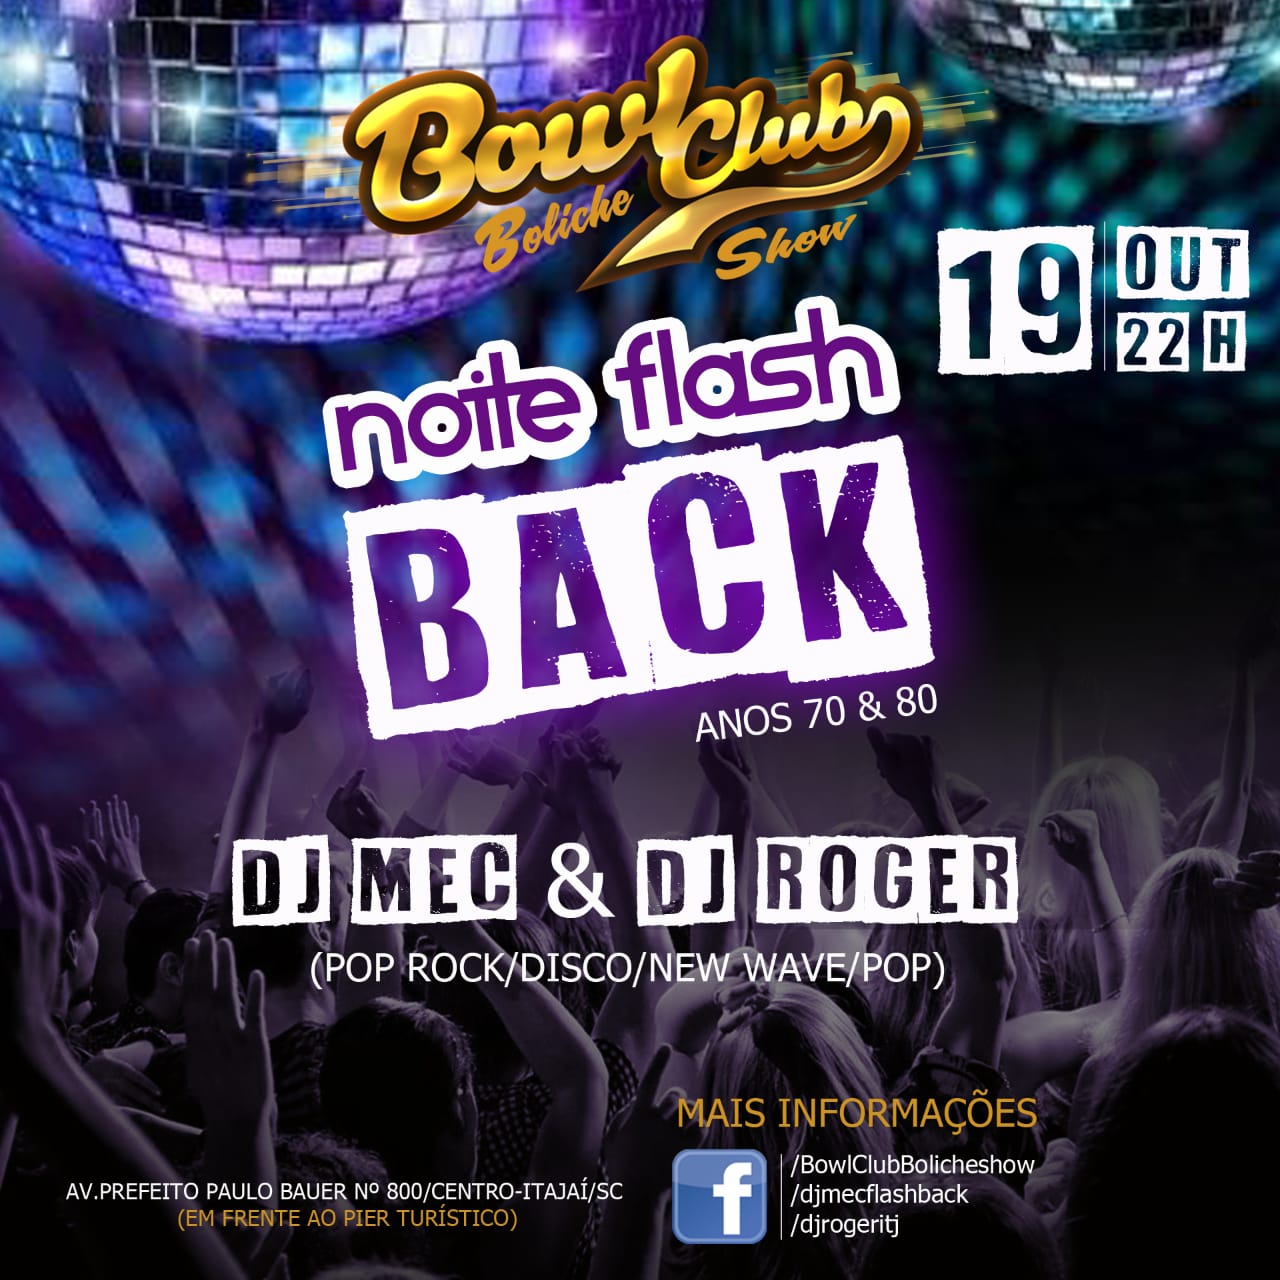 Bowl Club
Boliche Show
19 OUT
22 H
noite flash
BACK
ANOS 70 & 80
DJ MEC & DJ ROGER
(POP ROCK/DISCO/NEW WAVE/POP)
MAIS INFORMAÇÕES
f
/BowlClubBolicheshow
/djmecflashback
/djrogeritj
AV.PREFEITO PAULO BAUER Nº 800/CENTRO-ITAJAÍ/SC
(EM FRENTE AO PIER TURÍSTICO)